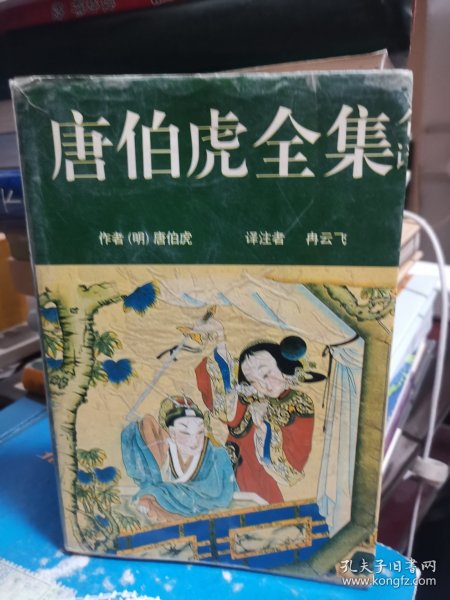 唐伯虎全集
作者(明)唐伯虎 译注者 冉云飞
孔夫子旧书网
www.kongfz.com